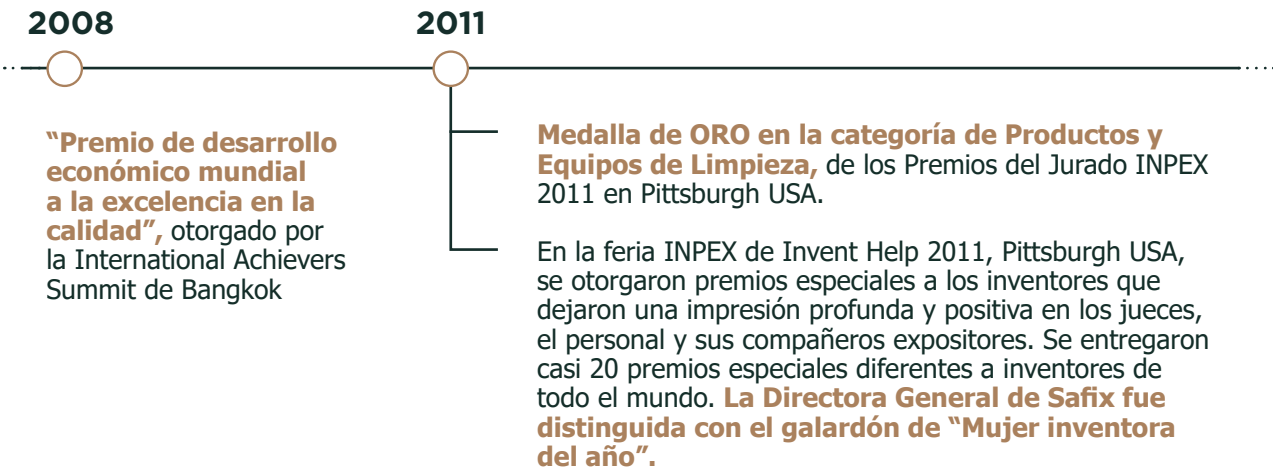 2008
2011
“Premio de desarrollo
económico mundial
a la excelencia en la
calidad”, otorgado por
la International Achievers
Summit de Bangkok
Medalla de ORO en la categoría de Productos y
Equipos de Limpieza, de los Premios del Jurado INPEX
2011 en Pittsburgh USA.
En la feria INPEX de Invent Help 2011, Pittsburgh USA,
se otorgaron premios especiales a los inventores que
dejaron una impresión profunda y positiva en los jueces,
el personal y sus compañeros expositores. Se entregaron
casi 20 premios especiales diferentes a inventores de
todo el mundo. La Directora General de Safix fue
distinguida con el galardón de “Mujer inventora
del año”.